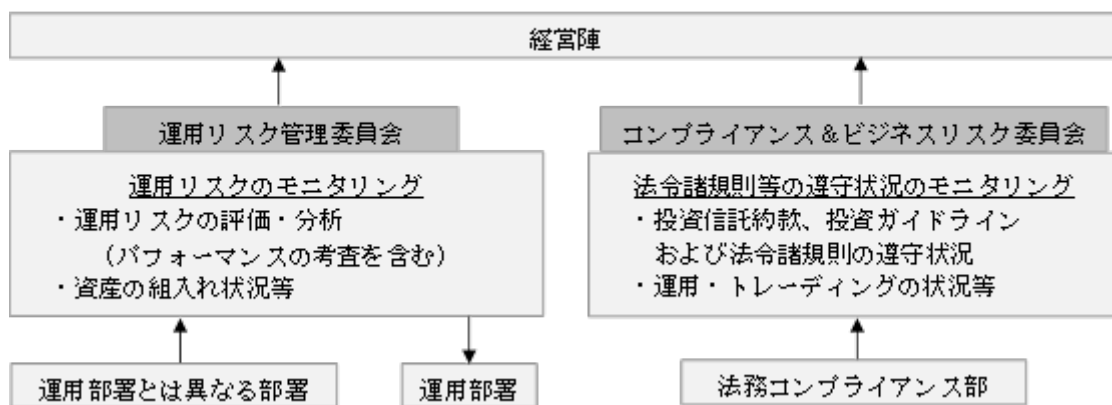 経営陣
運用リスク管理委員会
運用リスクのモニタリング
・運用リスクの評価・分析
（パフォーマンスの考査を含む）
・資産の組入れ状況等
コンプライアンス＆ビジネスリスク委員会
法令諸規則等の遵守状況のモニタリング
・投資信託約款、投資ガイドライン
および法令諸規則の遵守状況
・運用・トレーディングの状況等
運用部署とは異なる部署
運用部署
法務コンプライアンス部